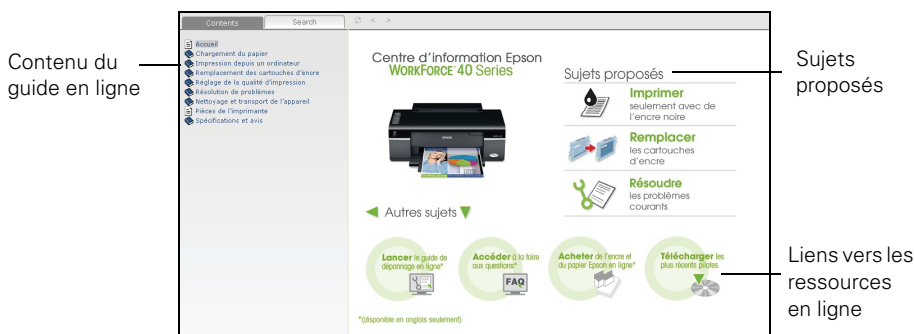 Contents
Search
Contenu du
guide en ligne
Accueil
Chargement du papier
Impression depuis un ordinateur
Remplacement des cartouches d'encre
Réglage de la qualité d'impression
Résolution de problèmes
Nettoyage et transport de l'appareil
Pièces de l'imprimante
Spécifications et avis
Centre d'information Epson
WORKFORCE 40 Series
Sujets proposés
Imprimer
seulement avec de
l'encre noire
Remplacer
les cartouches
d'encre
Résoudre
les problèmes
courants
Autres sujets
Lancer le guide de
dépannage en ligne*
Accéder à la foire
aux questions*
FAQ
Acheter de l'encre et
du papier Epson en ligne*
Télécharger les
plus récents pilotes
*(disponible en anglais seulement)
Sujets
proposés
Liens vers les
ressources
en ligne